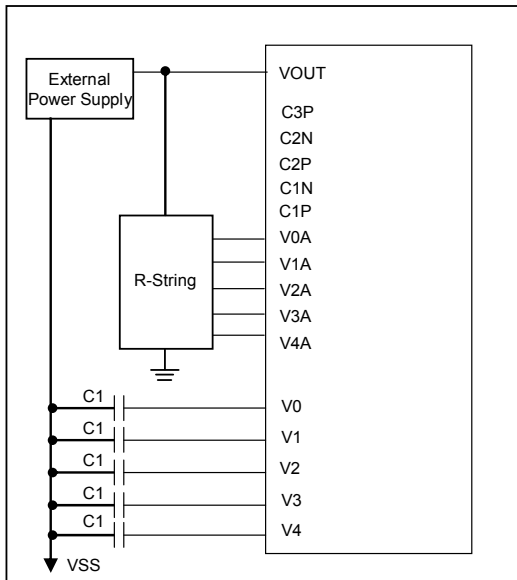 External
Power Supply
VOUT
C3P
C2N
C2P
C1N
C1P
V0A
V1A
R-String
V2A
V3A
V4A
C1
V0
C1
V1
C1
V2
C1
V3
C1
V4
VSS